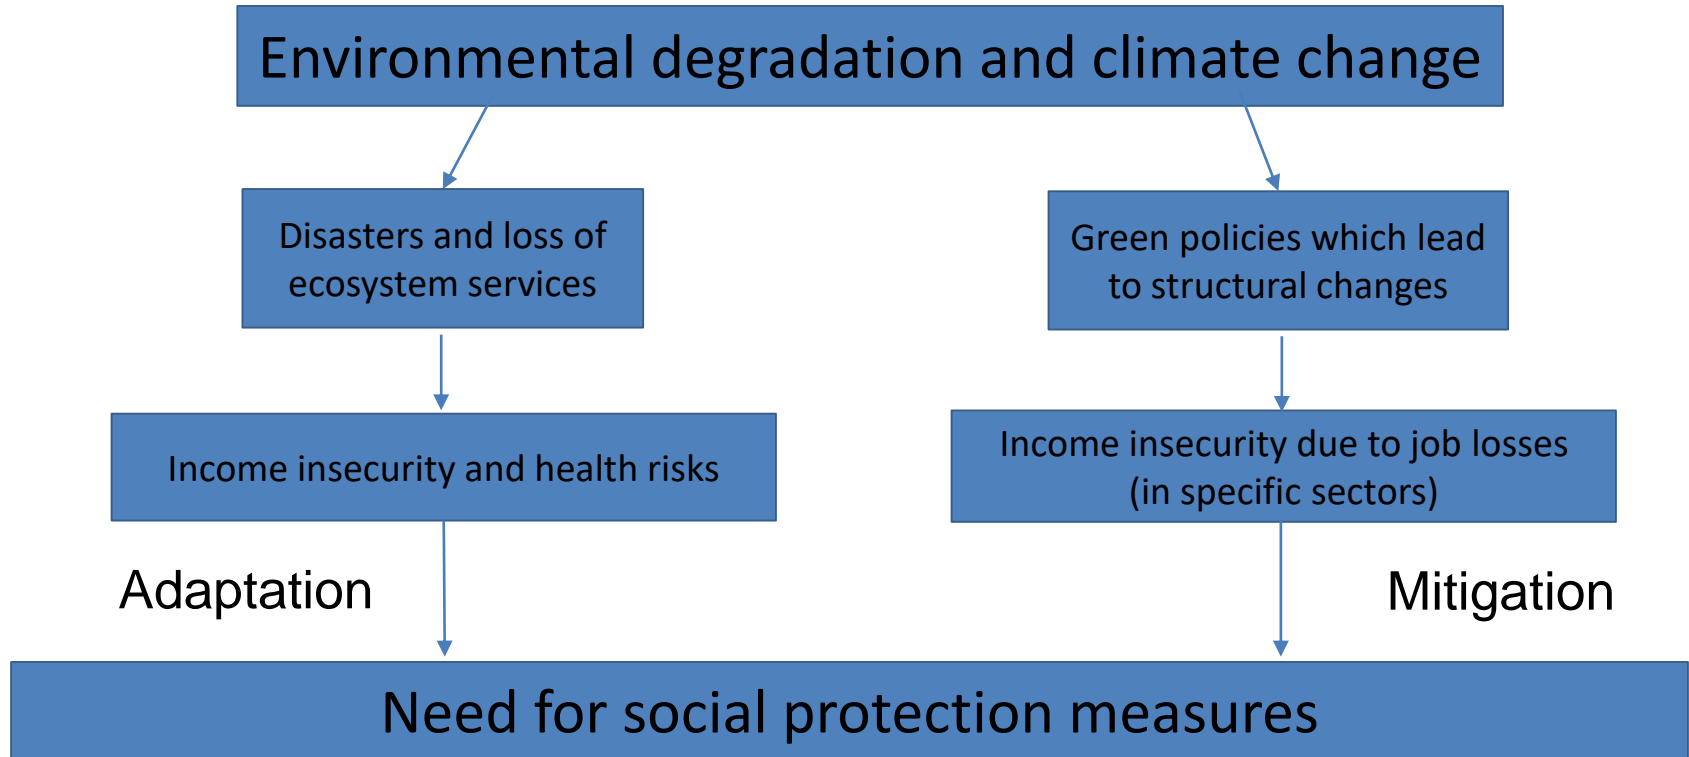 Environmental degradation and climate change
Disasters and loss of
ecosystem services
Green policies which lead
to structural changes
Income insecurity and health risks
Income insecurity due to job losses
(in specific sectors)
Adaptation
Mitigation
Need for social protection measures